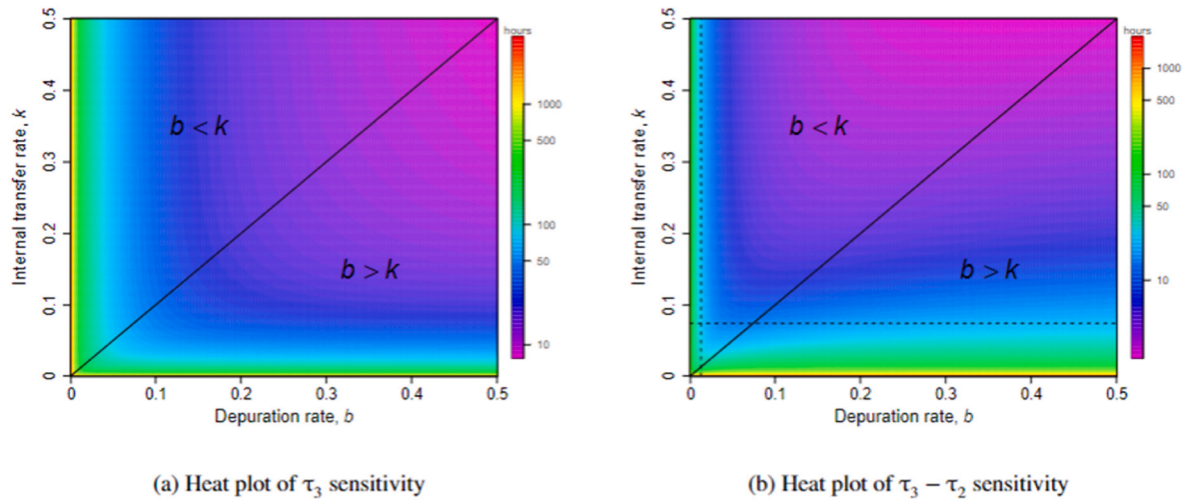 hours
0.5
0.4
0.3
0.2
0.1
0
Internal transfer rate, k
b < k
b > k
1000
500
100
50
10
0 0.1 0.2 0.3 0.4 0.5
Depuration rate, b
(a) Heat plot of τ3 sensitivity
hours
0.5
0.4
0.3
0.2
0.1
0
Internal transfer rate, k
b < k
b > k
1000
500
100
50
10
0 0.1 0.2 0.3 0.4 0.5
Depuration rate, b
(b) Heat plot of τ3 − τ2 sensitivity